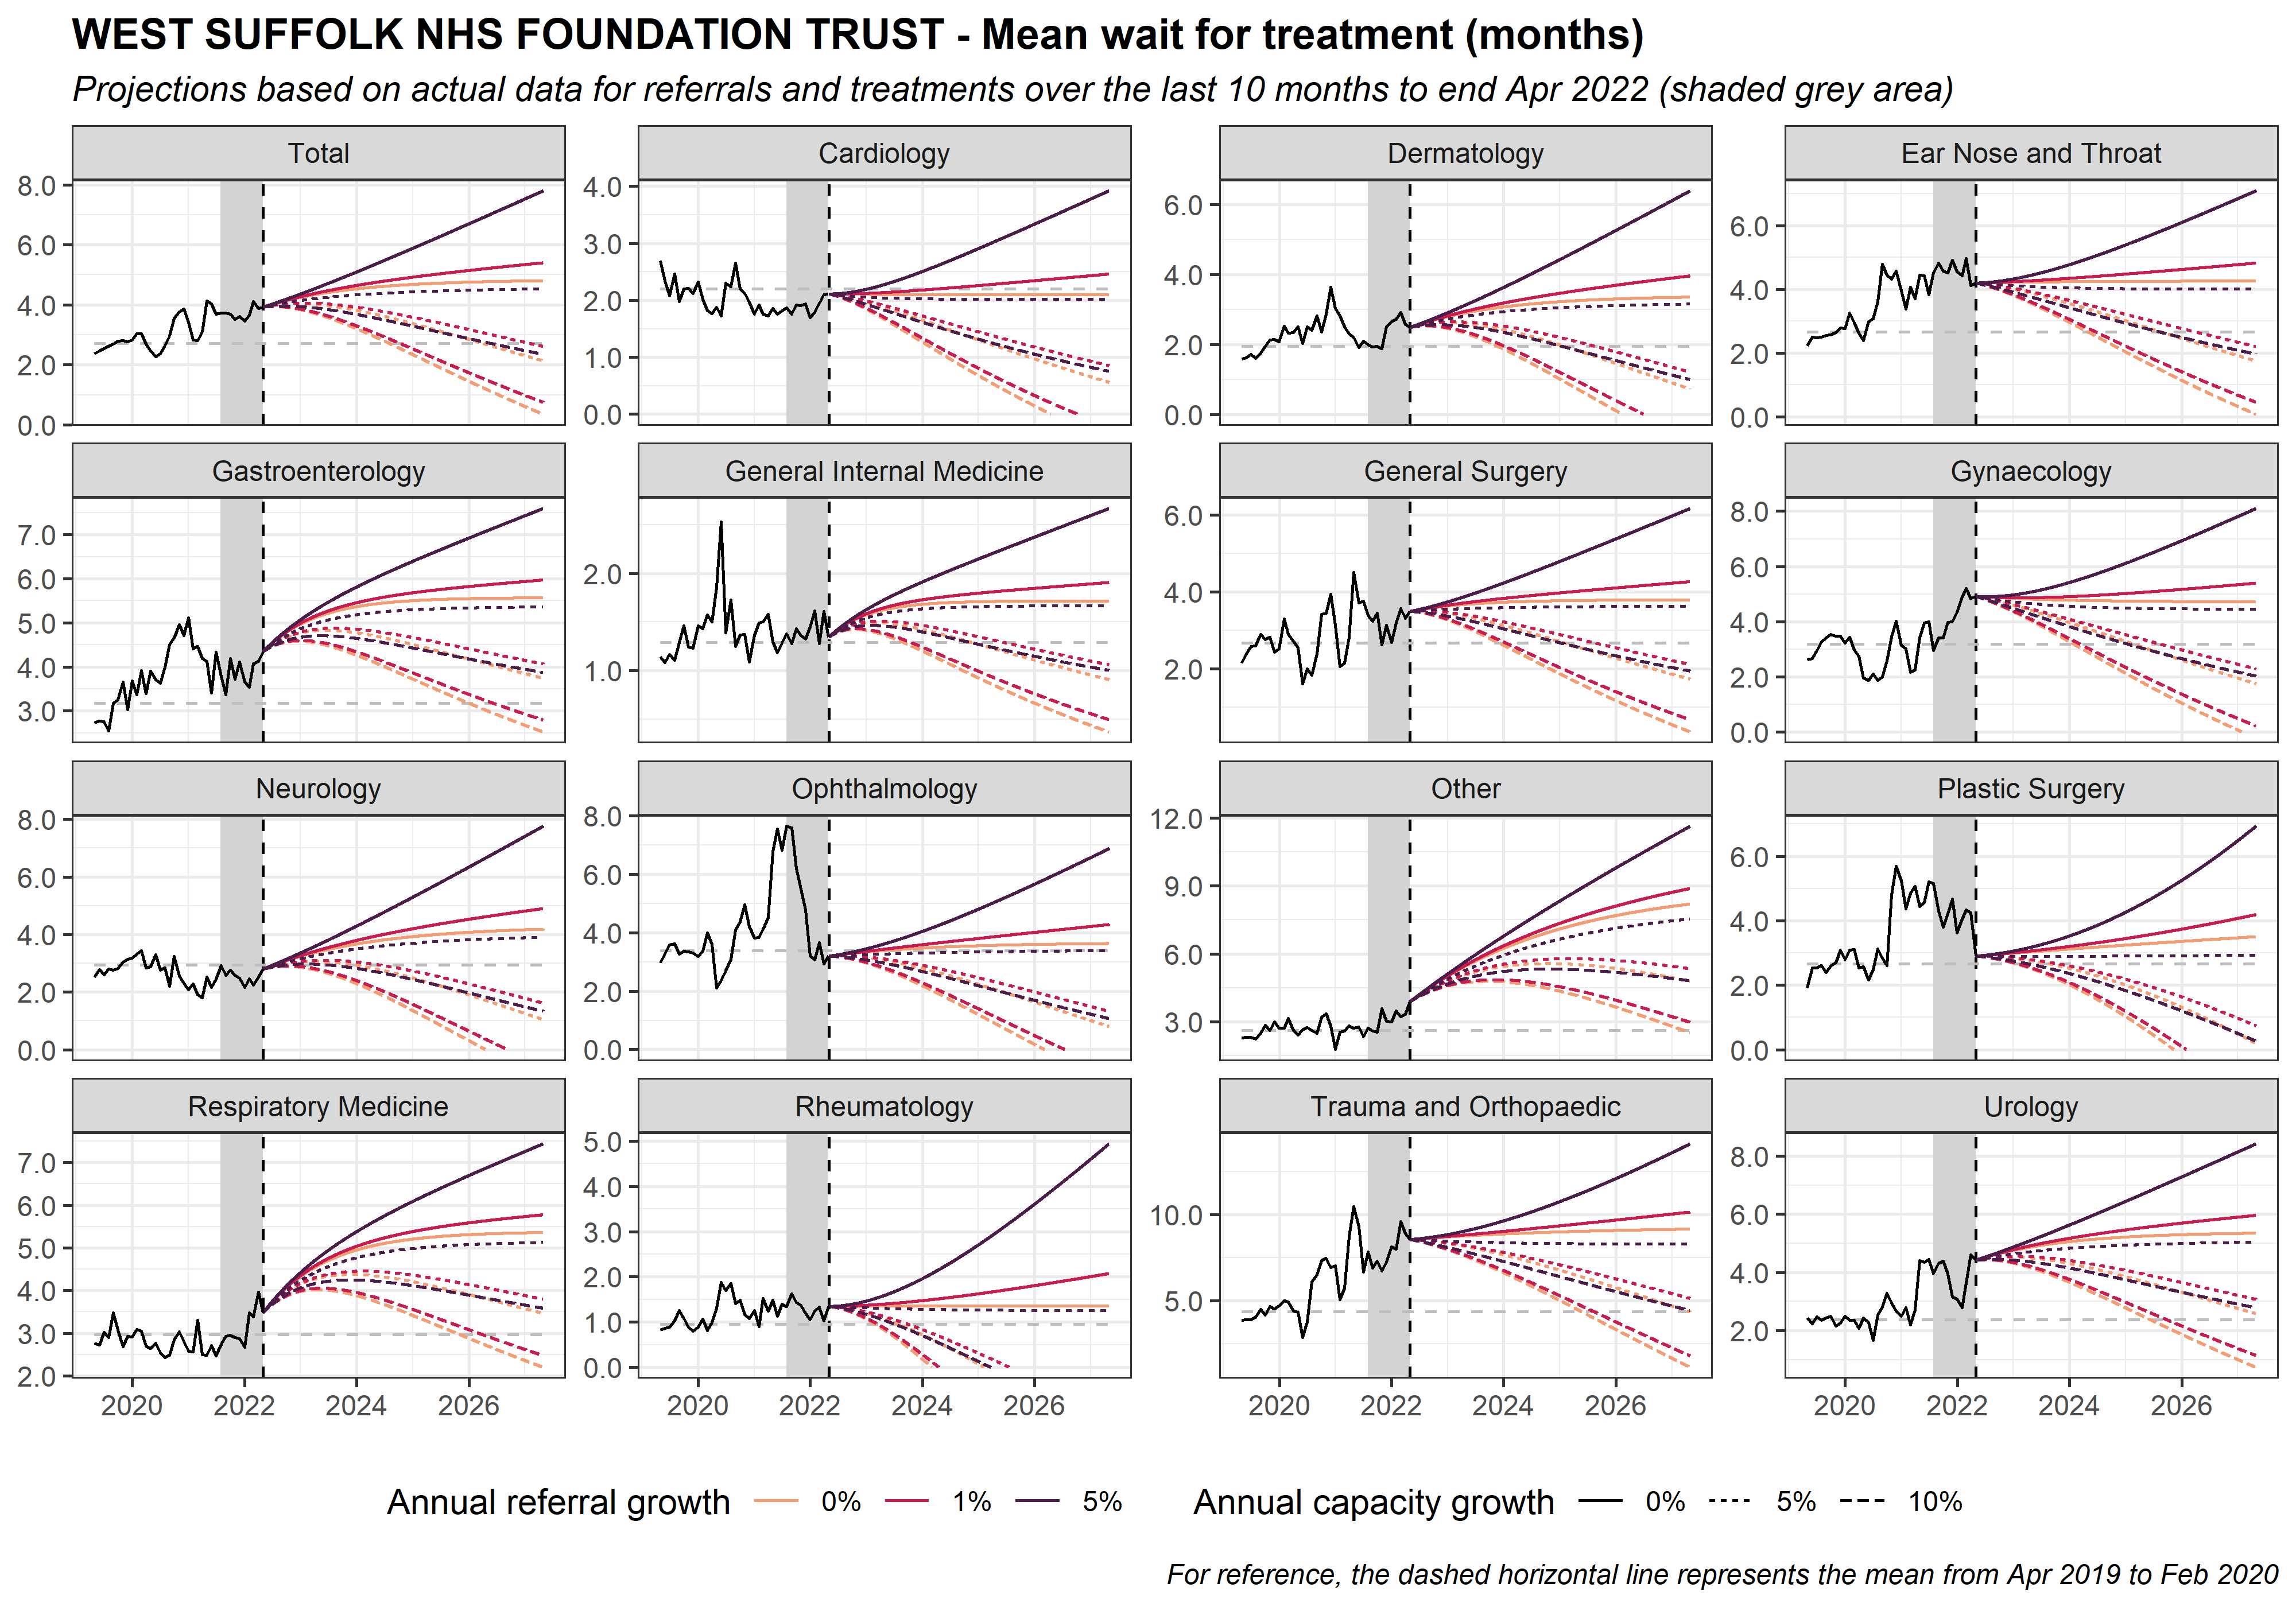 WEST SUFFOLK NHS FOUNDATION TRUST - Mean wait for treatment (months)
Projections based on actual data for referrals and treatments over the last 10 months to end Apr 2022 (shaded grey area)
Total
Cardiology
Dermatology
Ear Nose and Throat
8.0
6.0
4.0
2.0
0.0
4.0
3.0
2.0
1.0
0.0
6.0
4.0
2.0
0.0
6.0
4.0
2.0
0.0
Gastroenterology
General Internal Medicine
General Surgery
Gynaecology
7.0
6.0
5.0
4.0
3.0
2.0
1.0
6.0
4.0
2.0
8.0
6.0
4.0
2.0
0.0
Neurology
Ophthalmology
Other
Plastic Surgery
8.0
6.0
4.0
2.0
0.0
8.0
6.0
4.0
2.0
0.0
12.0
9.0
6.0
3.0
6.0
4.0
2.0
0.0
Respiratory Medicine
Rheumatology
Trauma and Orthopaedic
Urology
7.0
6.0
5.0
4.0
3.0
2.0
5.0
4.0
3.0
2.0
1.0
0.0
10.0
5.0
8.0
6.0
4.0
2.0
2020 2022 2024 2026
2020 2022 2024 2026
2020 2022 2024 2026
2020 2022 2024 2026
Annual referral growth 0% 1% 5%
Annual capacity growth 0% 5% 10%
For reference, the dashed horizontal line represents the mean from Apr 2019 to Feb 2020